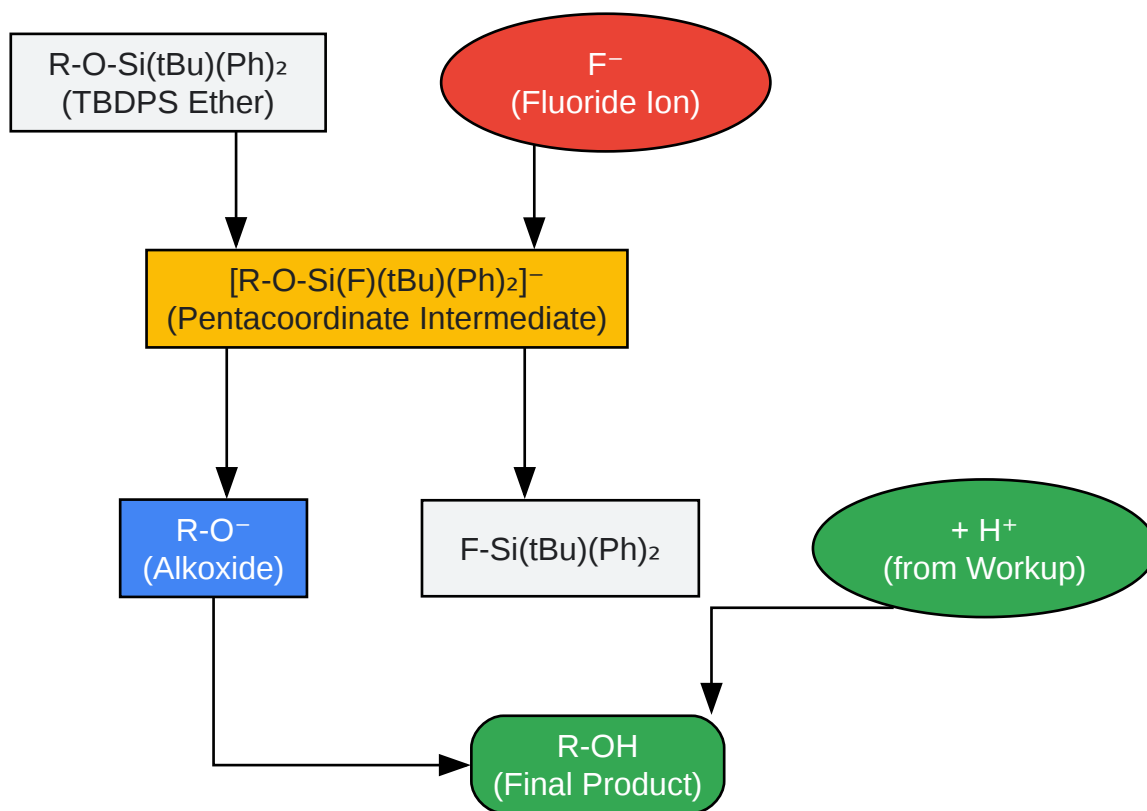 R-O-Si(tBu)(Ph)₂
(TBDPS Ether)
F⁻
(Fluoride Ion)
[R-O-Si(F)(tBu)(Ph)₂]⁻
(Pentacoordinate Intermediate)
R-O⁻
(Alkoxide)
F-Si(tBu)(Ph)₂
+ H⁺
(from Workup)
R-OH
(Final Product)